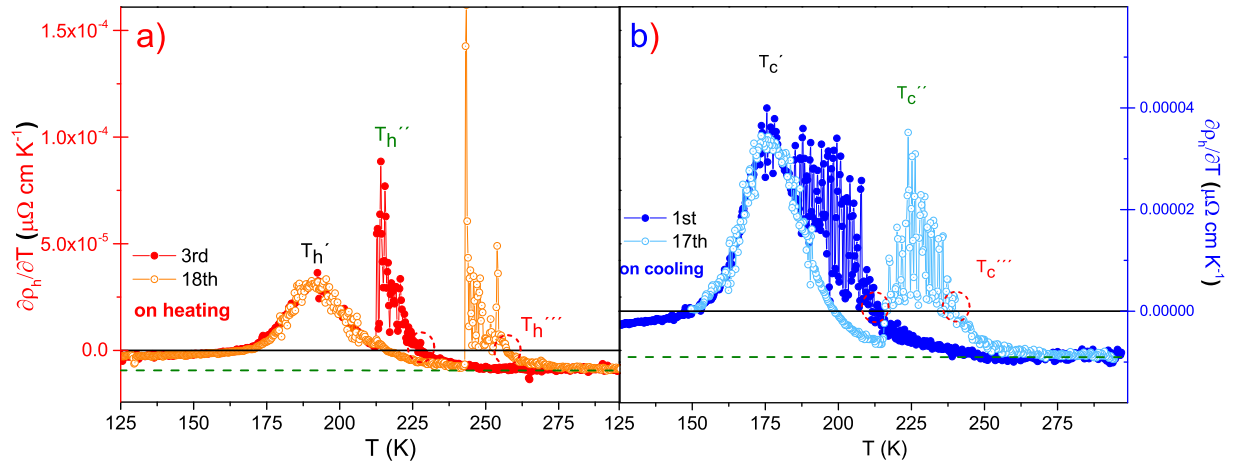 a)
1.5x10⁻⁴
1.0x10⁻⁴
5.0x10⁻⁵
0.0
∂ρh/∂T (μΩ cm K⁻¹)
Th´
Th´´
Th´´´
3rd
18th
on heating
125 150 175 200 225 250 275
T (K)
b)
Tc´
Tc´´
Tc´´´
1st
17th
on cooling
0.00004
0.00002
0.00000
∂ρh/∂T (μΩ cm K⁻¹)
125 150 175 200 225 250 275
T (K)